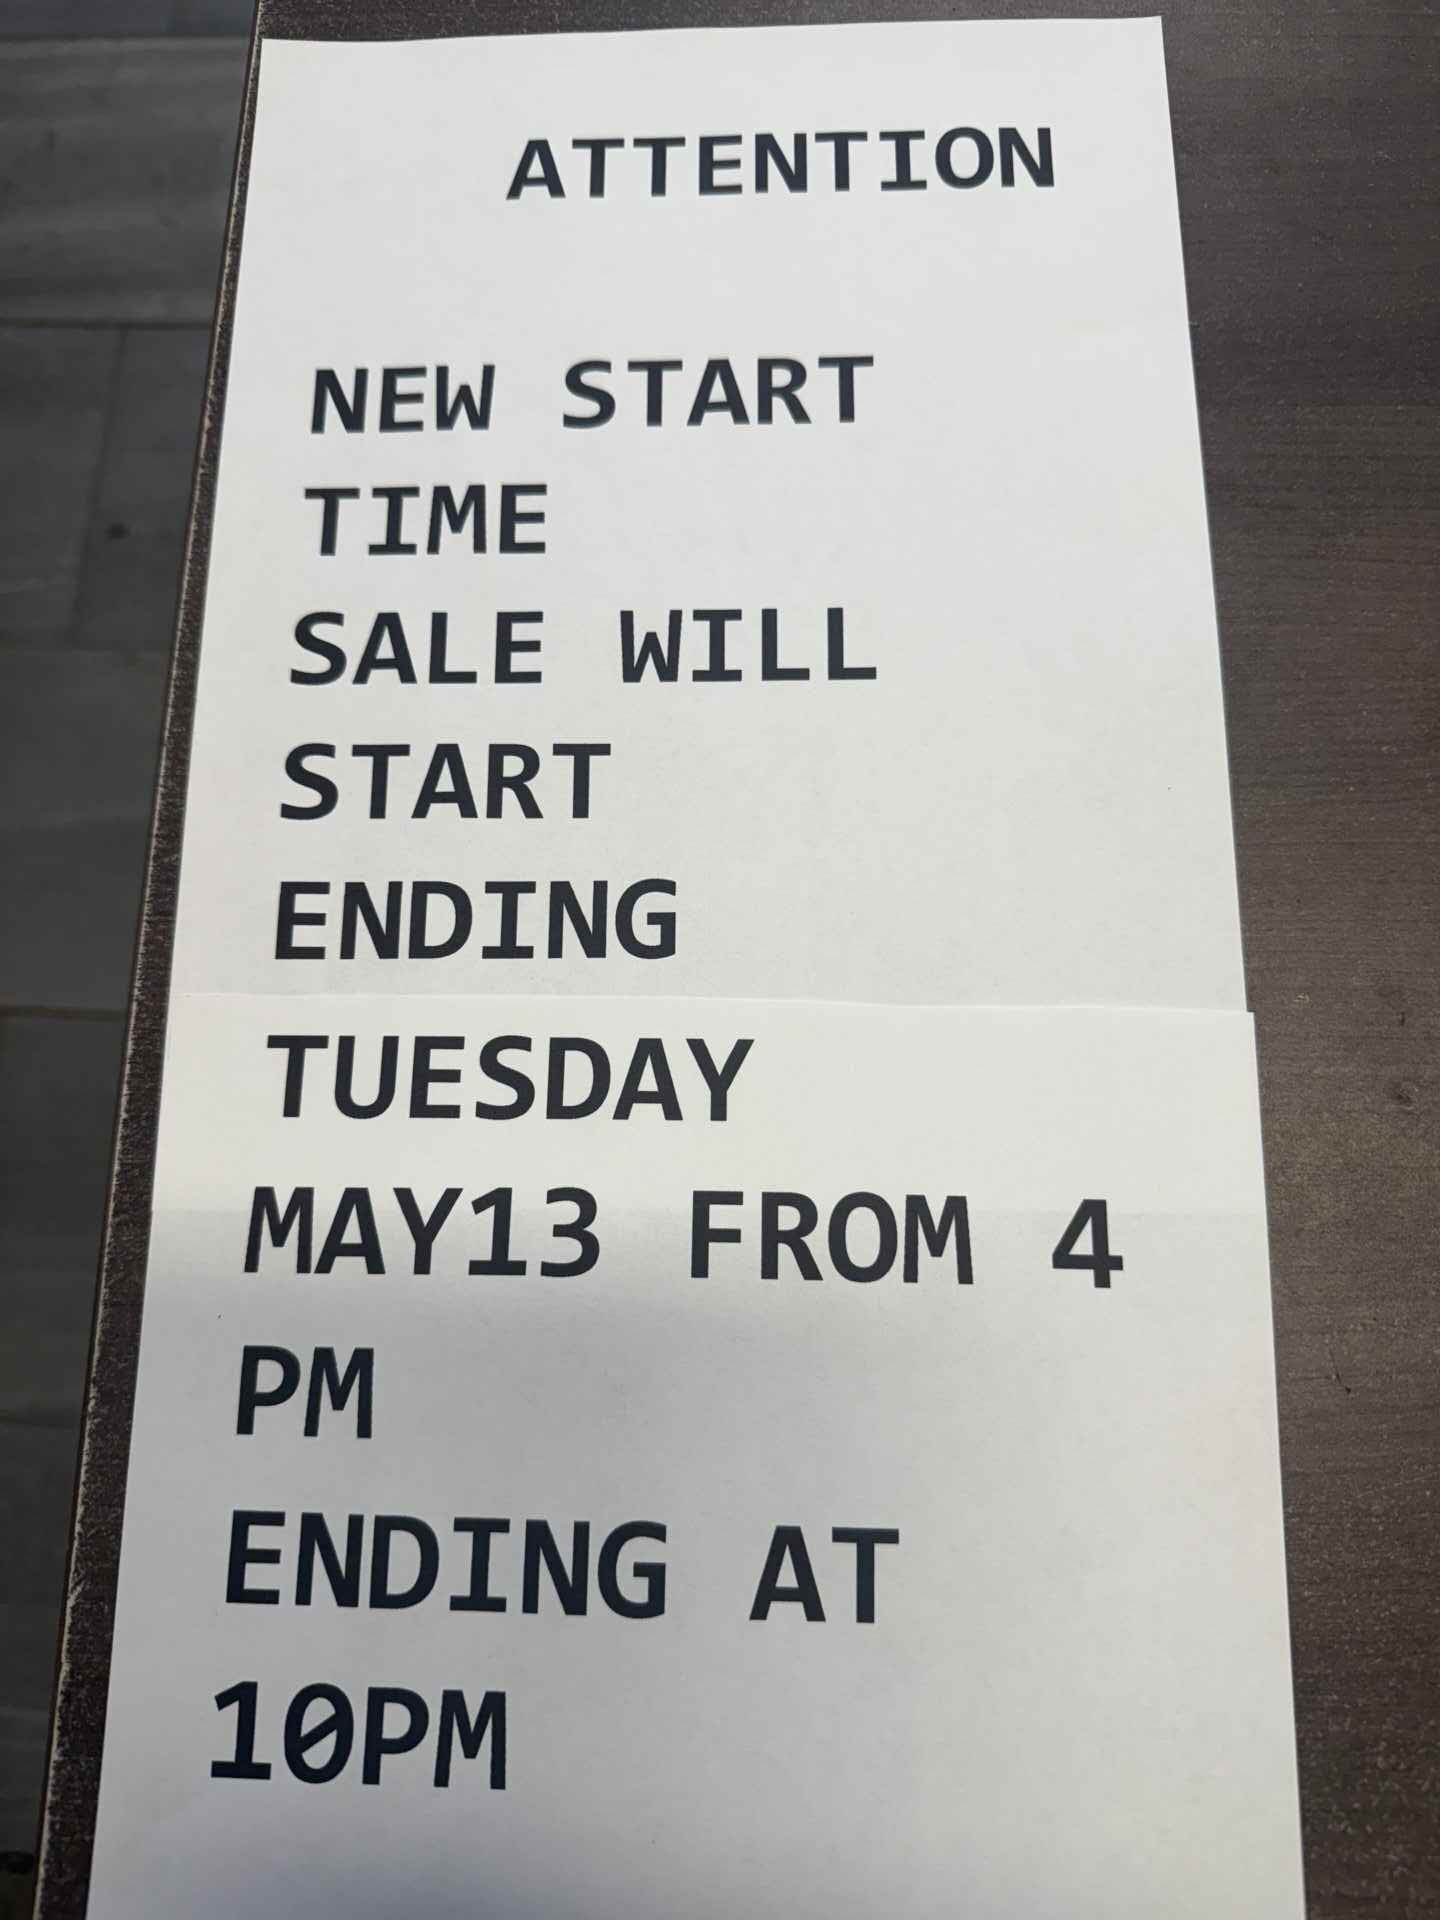 ATTENTION
NEW START
TIME
SALE WILL
START
ENDING
TUESDAY
MAY13 FROM 4
PM
ENDING AT
10PM